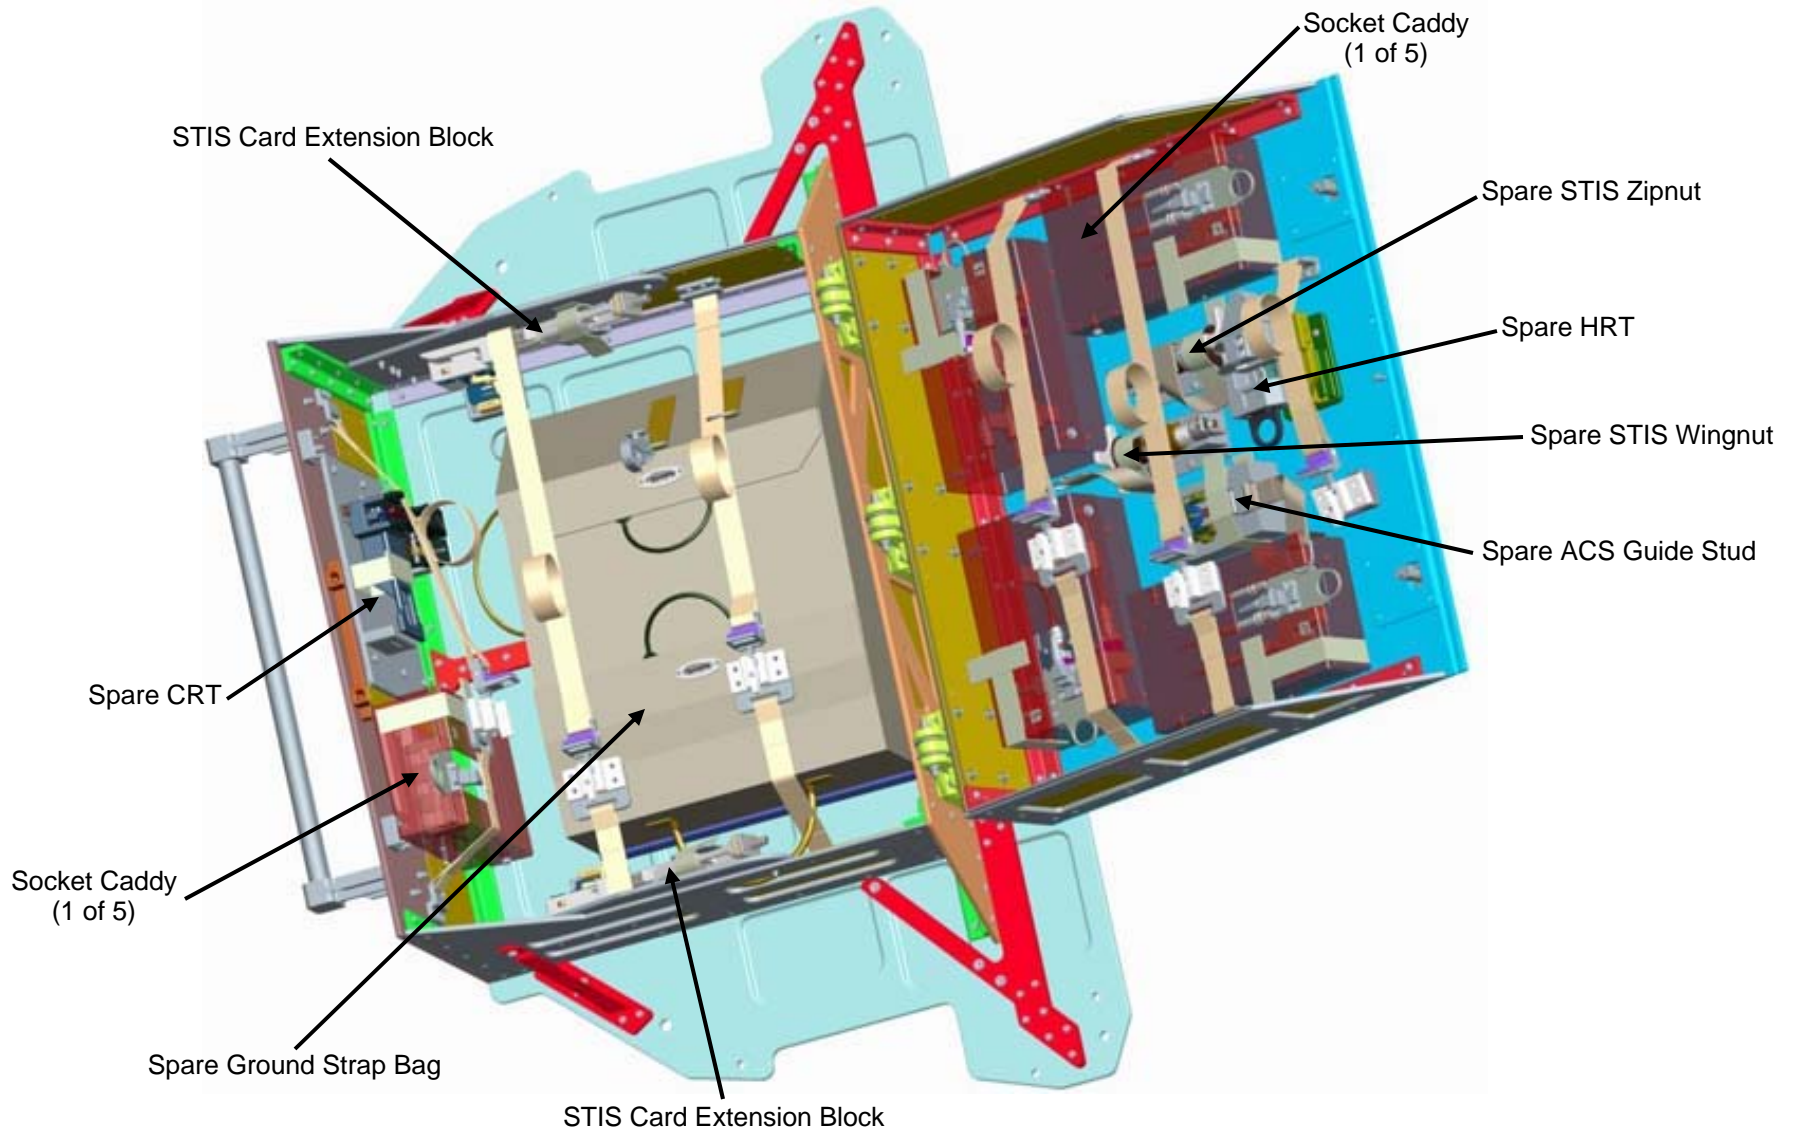 Socket Caddy
(1 of 5)
STIS Card Extension Block
Spare STIS Zipnut
Spare HRT
Spare STIS Wingnut
Spare ACS Guide Stud
Spare CRT
Socket Caddy
(1 of 5)
Spare Ground Strap Bag
STIS Card Extension Block